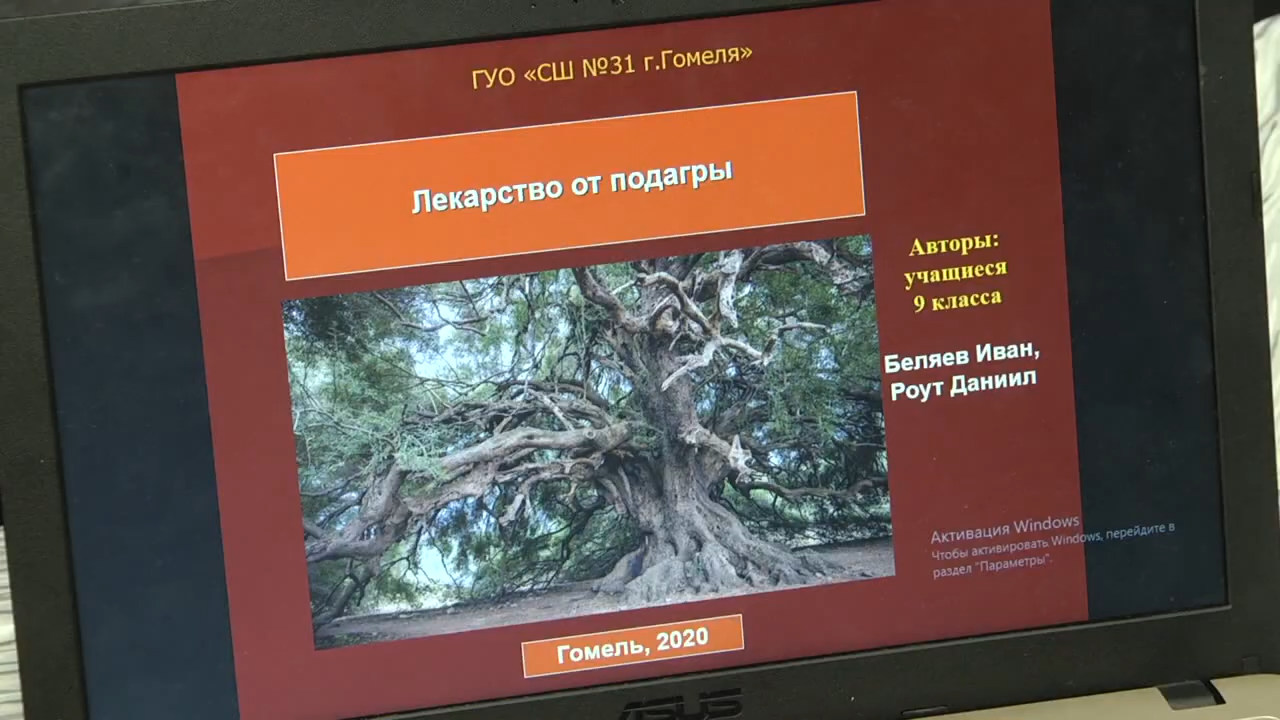 ГУО «СШ №31 г.Гомеля»
Лекарство от подагры
Авторы:
учащиеся
9 класса
Беляев Иван,
Роут Даниил
Активация Windows
Чтобы активировать Windows, перейдите в
раздел "Параметры".
Гомель, 2020
ASUS